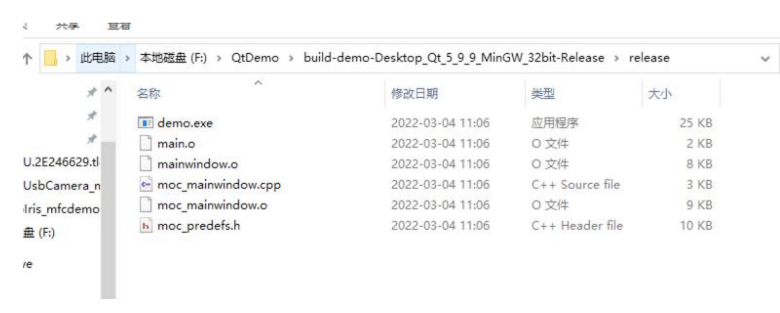 共享 查看
此电脑 > 本地磁盘 (F:) > QtDemo > build-demo-Desktop_Qt_5_9_9_MinGW_32bit-Release > release
名称 修改日期 类型 大小
demo.exe 2022-03-04 11:06 应用程序 25 KB
main.o 2022-03-04 11:06 O 文件 2 KB
U.2E246629.tl mainwindow.o 2022-03-04 11:06 O 文件 8 KB
UsbCamera_n moc_mainwindow.cpp 2022-03-04 11:06 C++ Source file 3 KB
Iris_mfcdemo moc_mainwindow.o 2022-03-04 11:06 O 文件 9 KB
盘 (F:) moc_predefs.h 2022-03-04 11:06 C++ Header file 10 KB